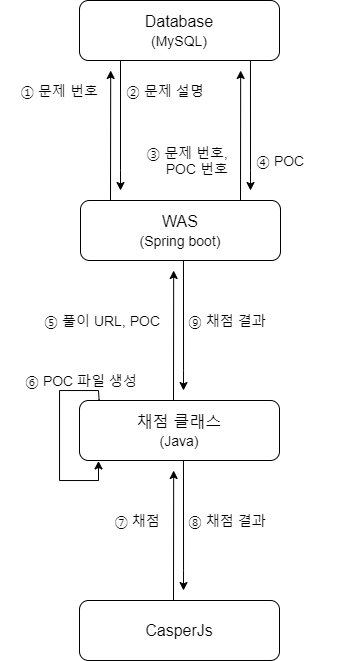 Database
(MySQL)
① 문제 번호
② 문제 설명
③ 문제 번호,
POC 번호
④ POC
WAS
(Spring boot)
⑤ 풀이 URL, POC
⑨ 채점 결과
⑥ POC 파일 생성
채점 클래스
(Java)
⑦ 채점
⑧ 채점 결과
CasperJs